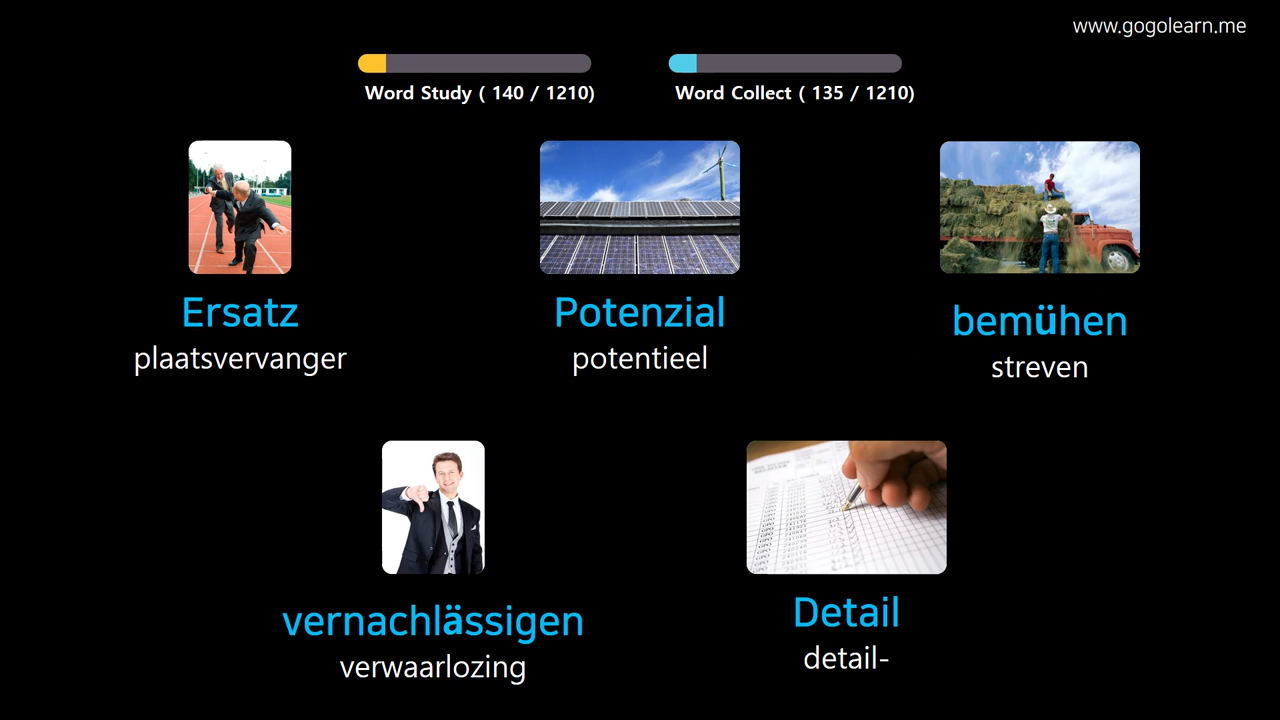 www.gogolearn.me
Word Study ( 140 / 1210)
Word Collect ( 135 / 1210)
Ersatz
plaatsvervanger
Potenzial
potentieel
bemühen
streven
vernachlässigen
verwaarlozing
Detail
detail-